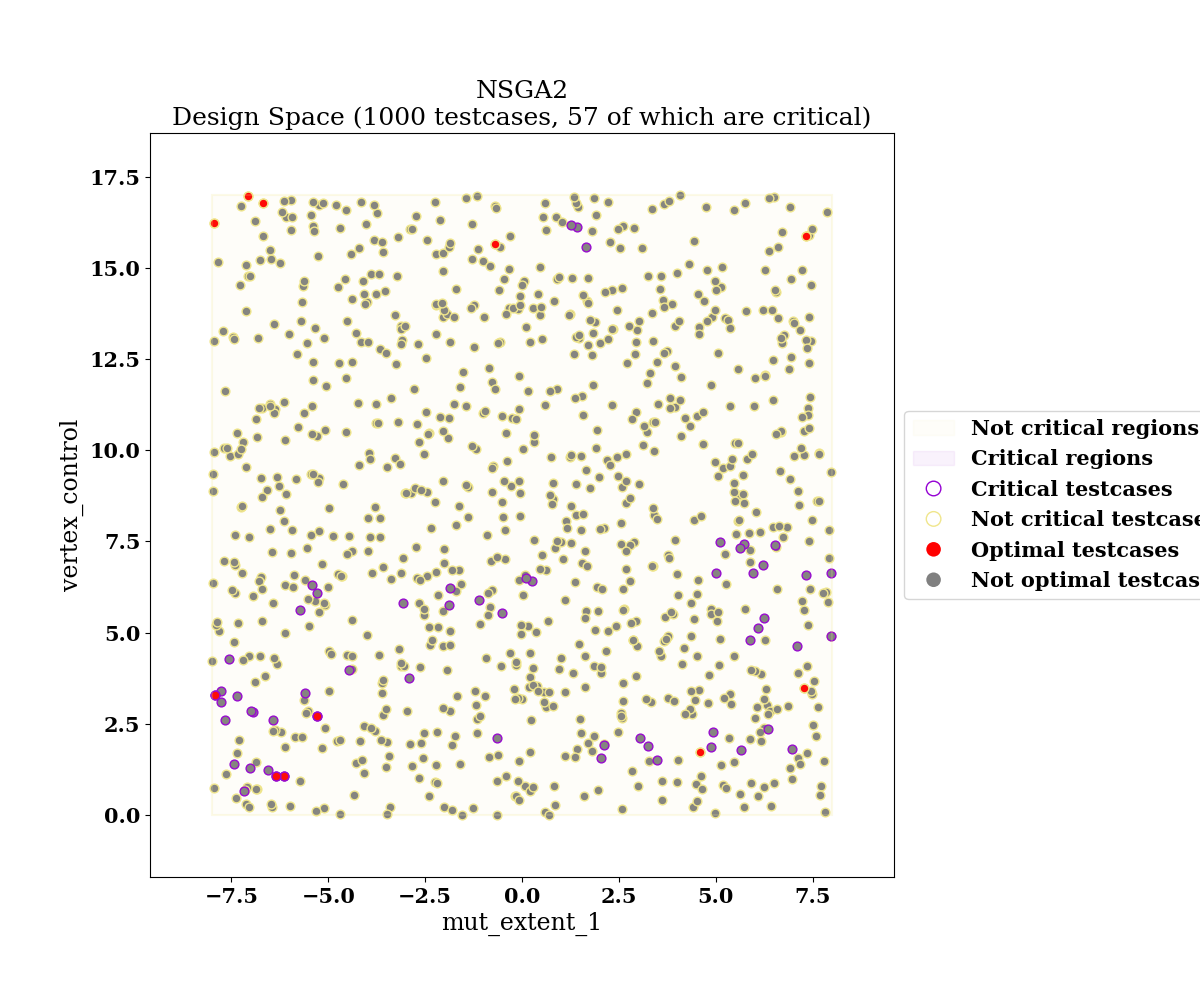 NSGA2
Design Space (1000 testcases, 57 of which are critical)
17.5
15.0
12.5
10.0
7.5
5.0
2.5
0.0
vertex_control
−7.5
−5.0
−2.5
0.0
2.5
5.0
7.5
mut_extent_1
Not critical regions
Critical regions
Critical testcases
Not critical testcase
Optimal testcases
Not optimal testcas